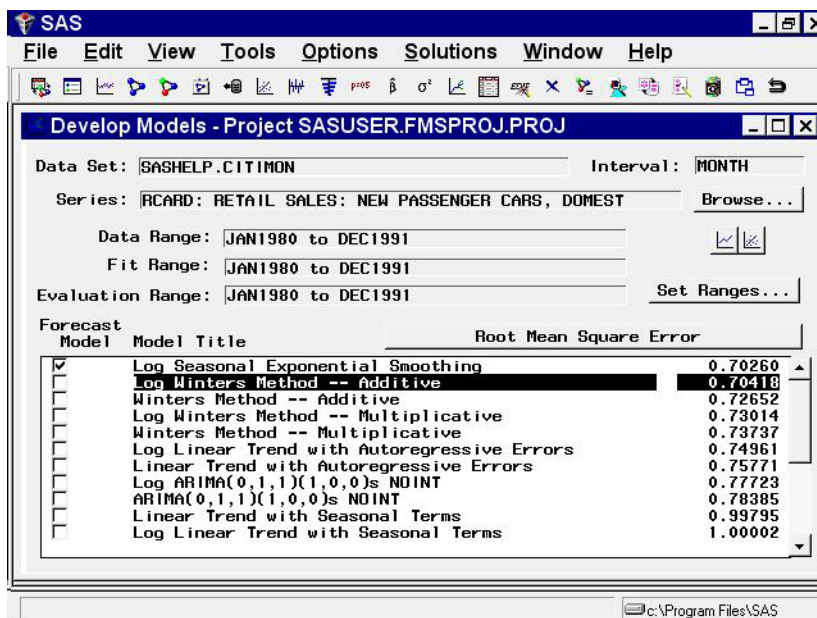 SAS
File Edit View Tools Options Solutions Window Help
p=.05 β̂ σ²
Develop Models - Project SASUSER.FMSPROJ.PROJ
Data Set: SASHELP.CITIMON Interval: MONTH
Series: RCARD: RETAIL SALES: NEW PASSENGER CARS, DOMEST Browse...
Data Range: JAN1980 to DEC1991
Fit Range: JAN1980 to DEC1991
Evaluation Range: JAN1980 to DEC1991 Set Ranges...
Forecast
Model Model Title Root Mean Square Error
Log Seasonal Exponential Smoothing 0.70260
Log Winters Method -- Additive 0.70418
Winters Method -- Additive 0.72652
Log Winters Method -- Multiplicative 0.73014
Winters Method -- Multiplicative 0.73737
Log Linear Trend with Autoregressive Errors 0.74961
Linear Trend with Autoregressive Errors 0.75771
Log ARIMA(0,1,1)(1,0,0)s NOINT 0.77723
ARIMA(0,1,1)(1,0,0)s NOINT 0.78385
Linear Trend with Seasonal Terms 0.99795
Log Linear Trend with Seasonal Terms 1.00002
c:\Program Files\SAS